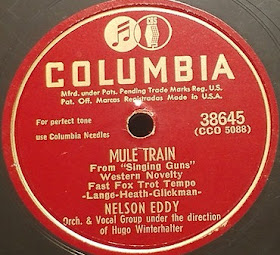 COLUMBIA
Mfrd. under Pats. Pending Trade Marks Reg. U.S.
Pat. Off. Marcas Registradas Made in U.S.A.
For perfect tone
use Columbia Needles
38645
(CCO 5088)
MULE TRAIN
From "Singing Guns"
Western Novelty
Fast Fox Trot Tempo
-Lange-Heath-Glickman-
NELSON EDDY
Orch. & Vocal Group under the direction
of Hugo Winterhalter